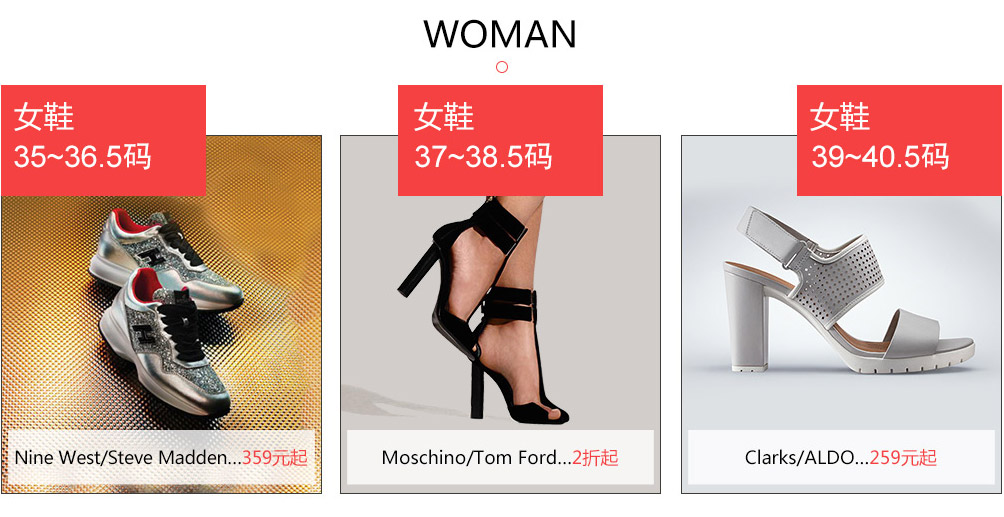 WOMAN
女鞋
35~36.5码
女鞋
37~38.5码
女鞋
39~40.5码
Nine West/Steve Madden...359元起
Moschino/Tom Ford...2折起
Clarks/ALDO...259元起